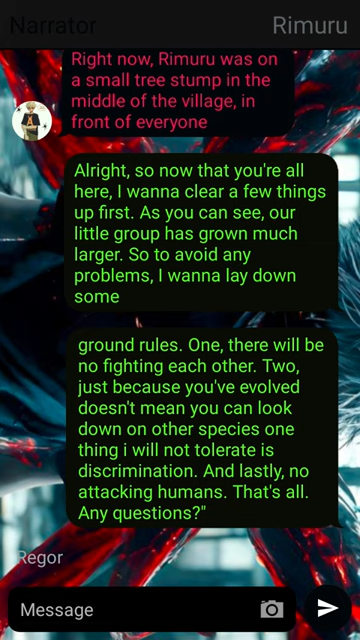 Narrator Rimuru
Right now, Rimuru was on
a small tree stump in the
middle of the village, in
front of everyone
Alright, so now that you're all
here, I wanna clear a few things
up first. As you can see, our
little group has grown much
larger. So to avoid any
problems, I wanna lay down
some
ground rules. One, there will be
no fighting each other. Two,
just because you've evolved
doesn't mean you can look
down on other species one
thing i will not tolerate is
discrimination. And lastly, no
attacking humans. That's all.
Any questions?"
Regor
Message